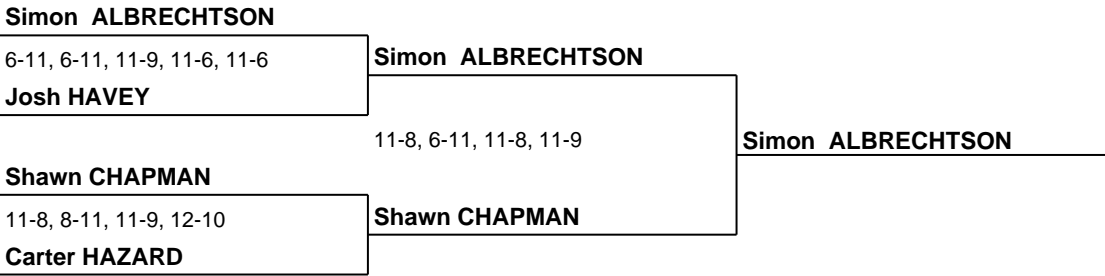 Simon  ALBRECHTSON
6-11, 6-11, 11-9, 11-6, 11-6
Josh HAVEY
Simon  ALBRECHTSON
11-8, 6-11, 11-8, 11-9
Simon  ALBRECHTSON
Shawn CHAPMAN
11-8, 8-11, 11-9, 12-10
Carter HAZARD
Shawn CHAPMAN